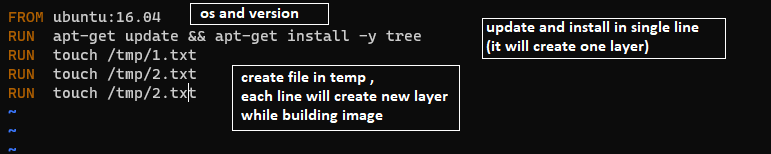 FROM ubuntu:16.04
os and version
RUN apt-get update && apt-get install -y tree
update and install in single line
(it will create one layer)
RUN touch /tmp/1.txt
RUN touch /tmp/2.txt
RUN touch /tmp/2.txt
create file in temp ,
each line will create new layer
while building image
~
~
~